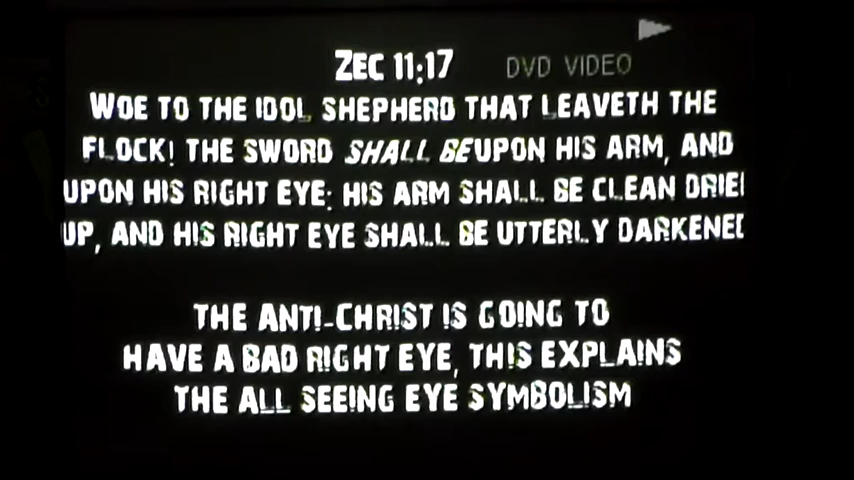 ZEC 11:17
DVD VIDEO
WOE TO THE IDOL SHEPHERD THAT LEAVETH THE
FLOCK! THE SWORD SHALL BEUPON HIS ARM, AND
UPON HIS RIGHT EYE: HIS ARM SHALL BE CLEAN DRIED
UP, AND HIS RIGHT EYE SHALL BE UTTERLY DARKENED
THE ANTI-CHRIST IS GOING TO
HAVE A BAD RIGHT EYE, THIS EXPLAINS
THE ALL SEEING EYE SYMBOLISM